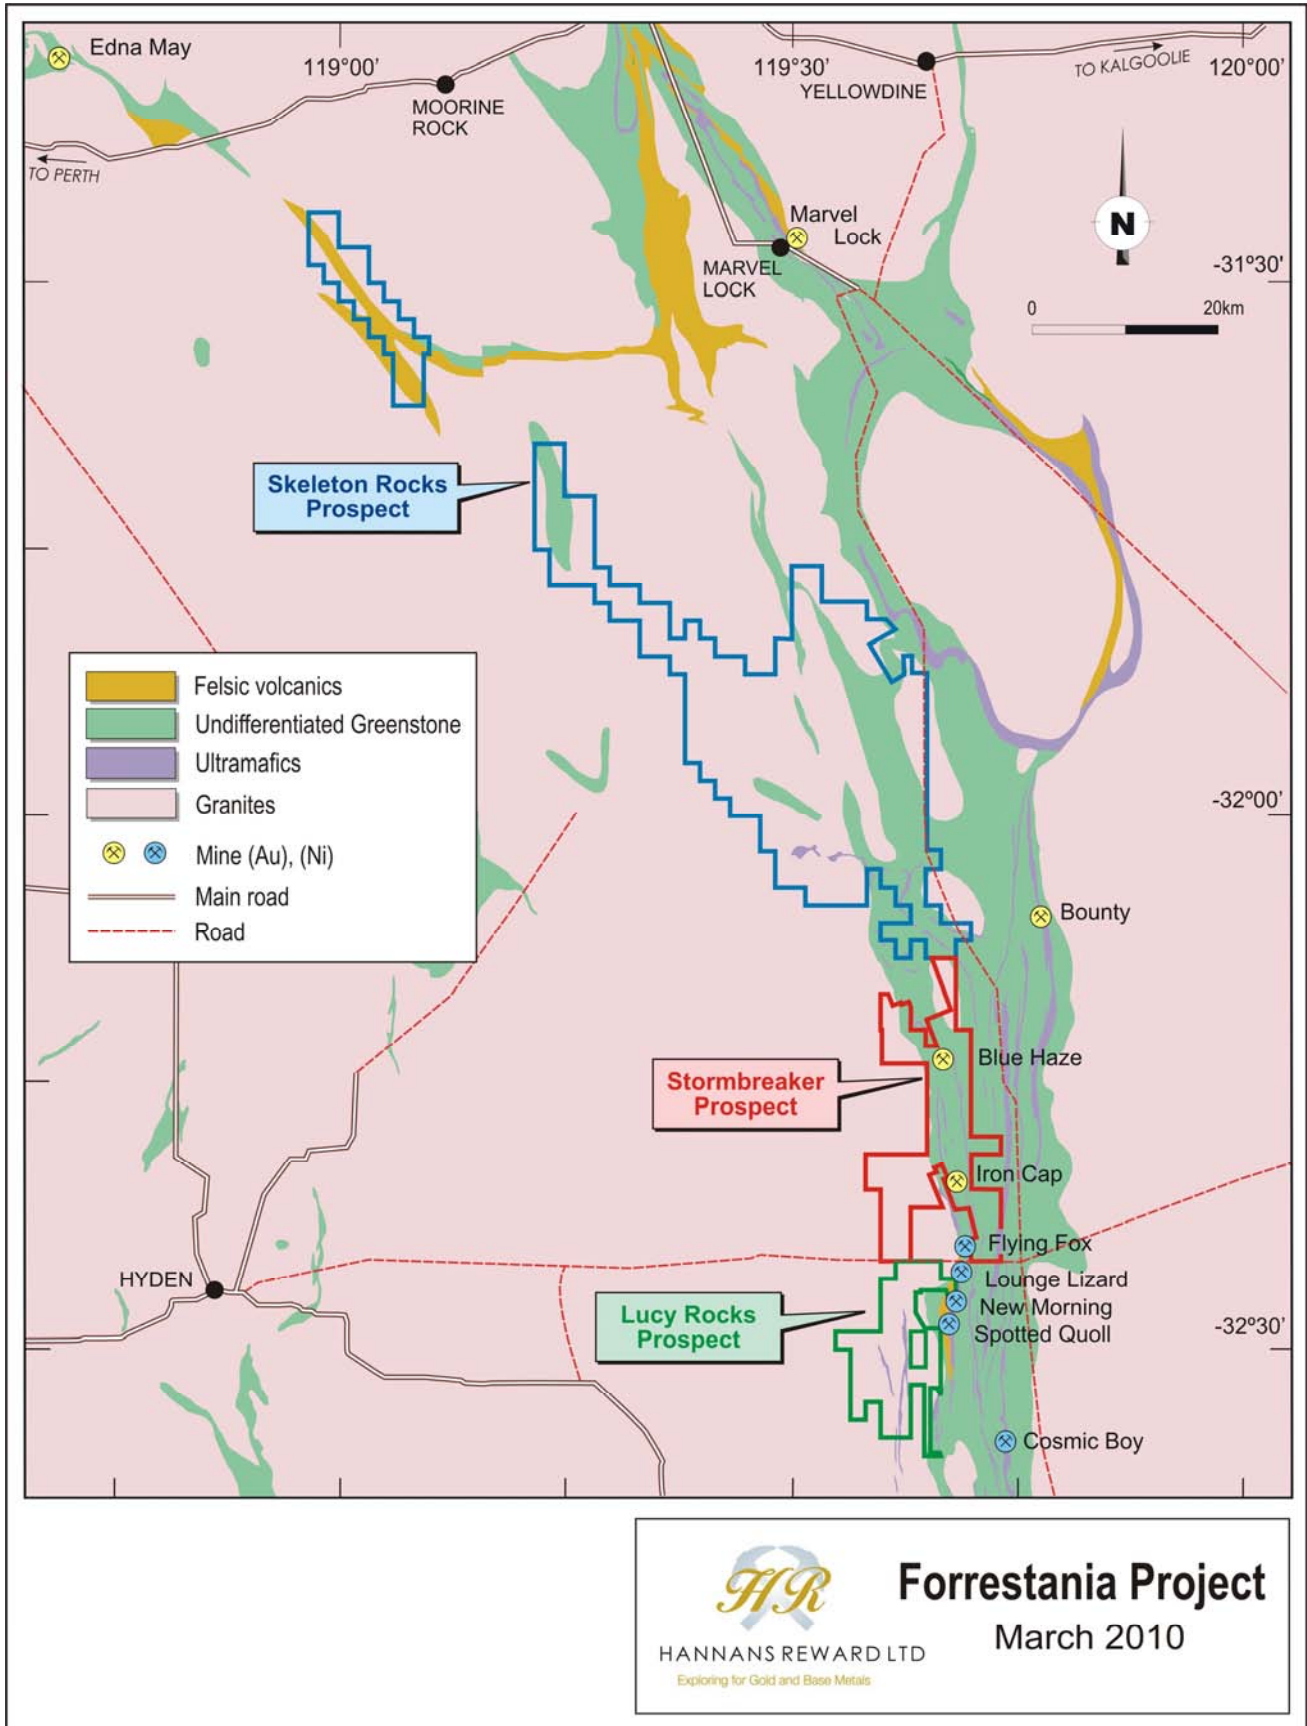 Edna May
119°00'
MOORINE
ROCK
119°30'
YELLOWDINE
TO KALGOOLIE
120°00'
TO PERTH
Marvel
Lock
MARVEL
LOCK
N
-31°30'
0 20km
Skeleton Rocks
Prospect
Felsic volcanics
Undifferentiated Greenstone
Ultramafics
Granites
Mine (Au), (Ni)
Main road
Road
-32°00'
Bounty
Blue Haze
Stormbreaker
Prospect
Iron Cap
Flying Fox
HYDEN
Lounge Lizard
New Morning
Lucy Rocks
Prospect
Spotted Quoll
-32°30'
Cosmic Boy
HR
HANNANS REWARD LTD
Exploring for Gold and Base Metals
Forrestania Project
March 2010